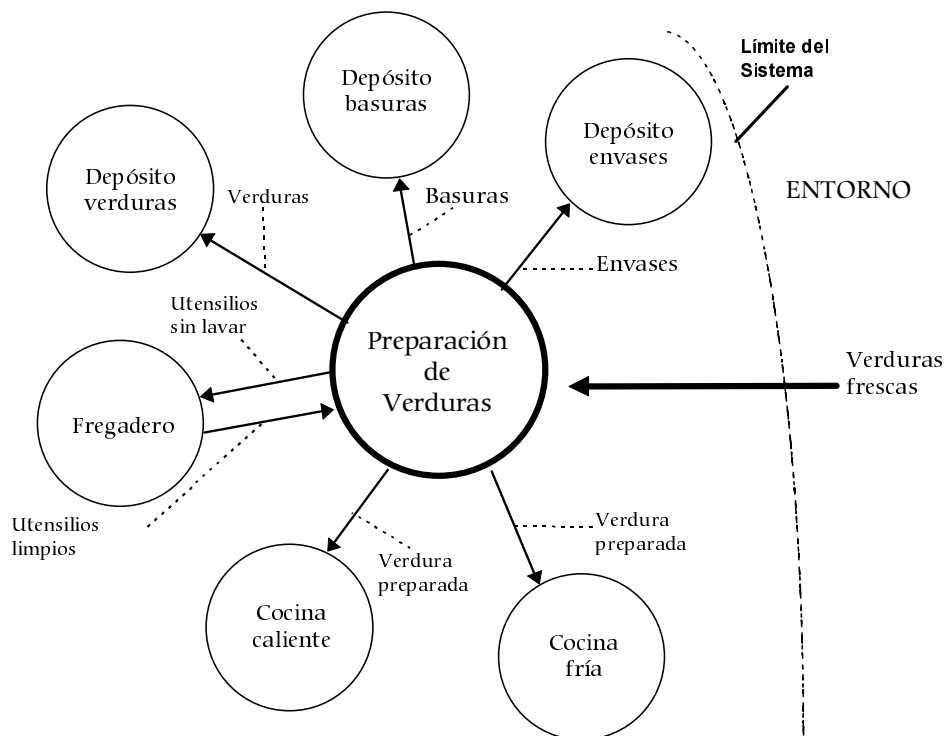 Límite del
Sistema
Depósito
basuras
Depósito
envases
Depósito
verduras
Verduras
Basuras
ENTORNO
Envases
Utensilios
sin lavar
Preparación
de
Verduras
Verduras
frescas
Fregadero
Utensilios
limpios
Verdura
preparada
Verdura
preparada
Cocina
caliente
Cocina
fría